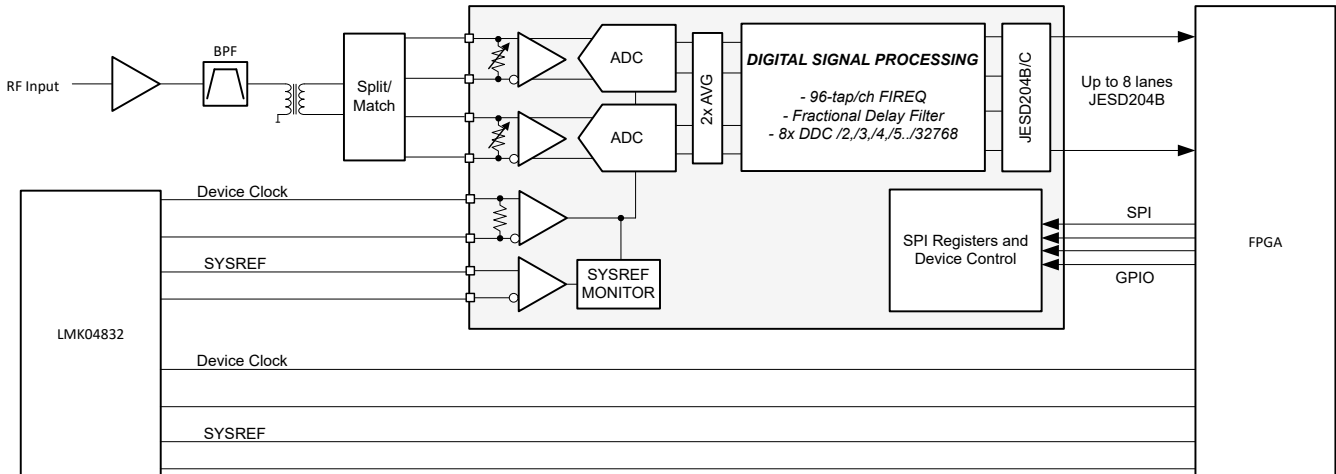 BPF
RF Input
Split/
Match
ADC
ADC
2x AVG
DIGITAL SIGNAL PROCESSING
- 96-tap/ch FIREQ
- Fractional Delay Filter
- 8x DDC /2,/3,/4,/5../32768
JESD204B/C
Up to 8 lanes
JESD204B
Device Clock
SYSREF
SYSREF
MONITOR
SPI Registers and
Device Control
SPI
GPIO
FPGA
LMK04832
Device Clock
SYSREF